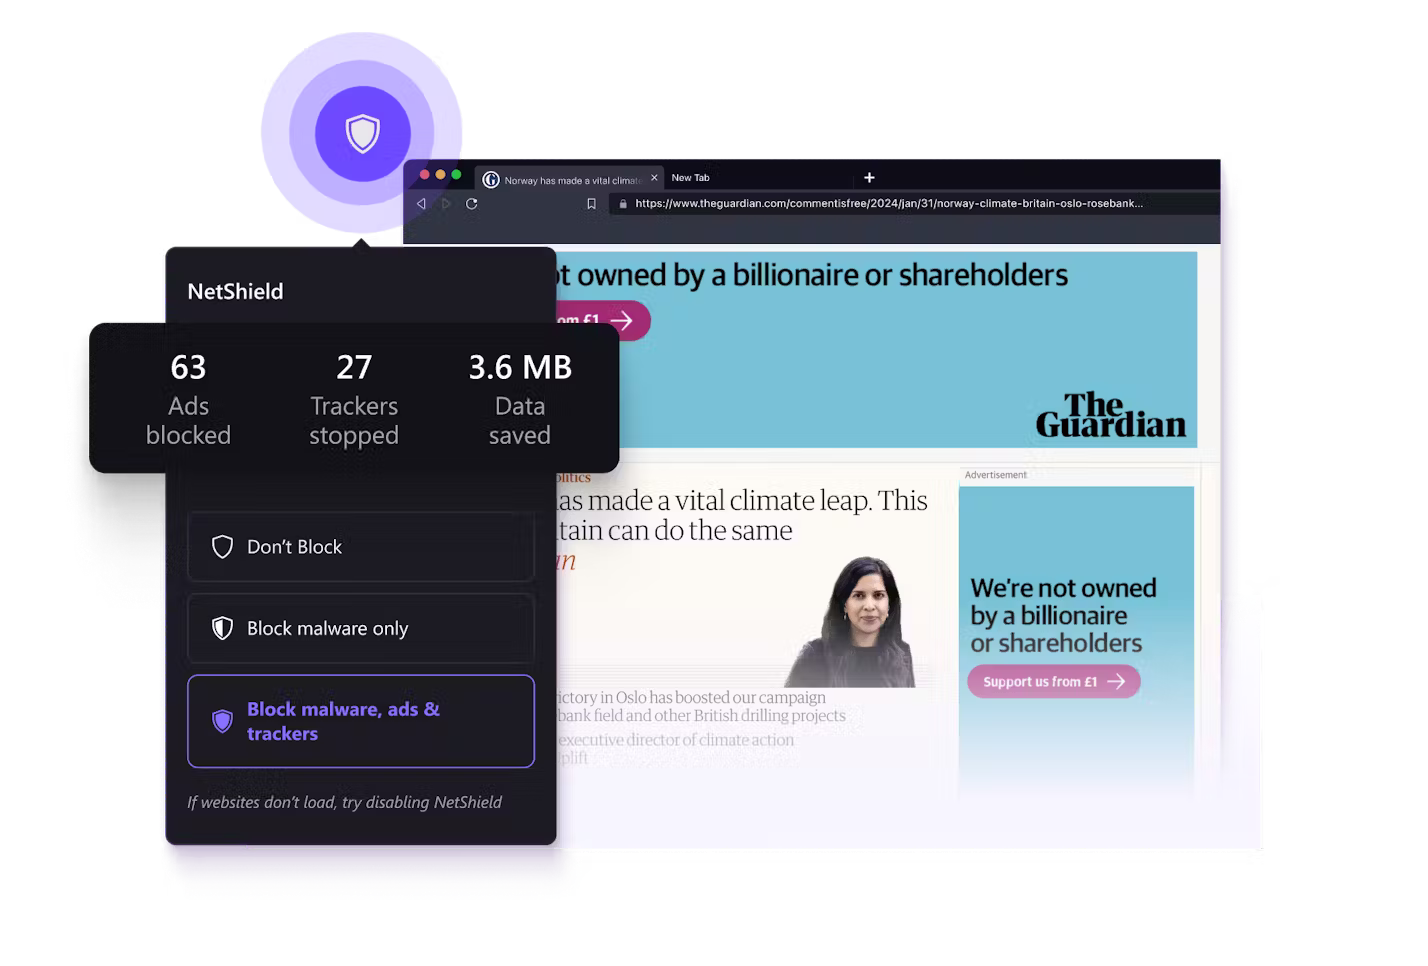 Norway has made a vital climat
New Tab
https://www.theguardian.com/commentisfree/2024/jan/31/norway-climate-britain-oslo-rosebank...
NetShield
63
Ads
blocked
27
Trackers
stopped
3.6 MB
Data
saved
Don't Block
Block malware only
Block malware, ads &
trackers
If websites don't load, try disabling NetShield
ot owned by a billionaire or shareholders
om £1
The
Guardian
olitics
as made a vital climate leap. This
tain can do the same
an
ictory in Oslo has boosted our campaign
bank field and other British drilling projects
executive director of climate action
plift
Advertisement
We're not owned
by a billionaire
or shareholders
Support us from £1